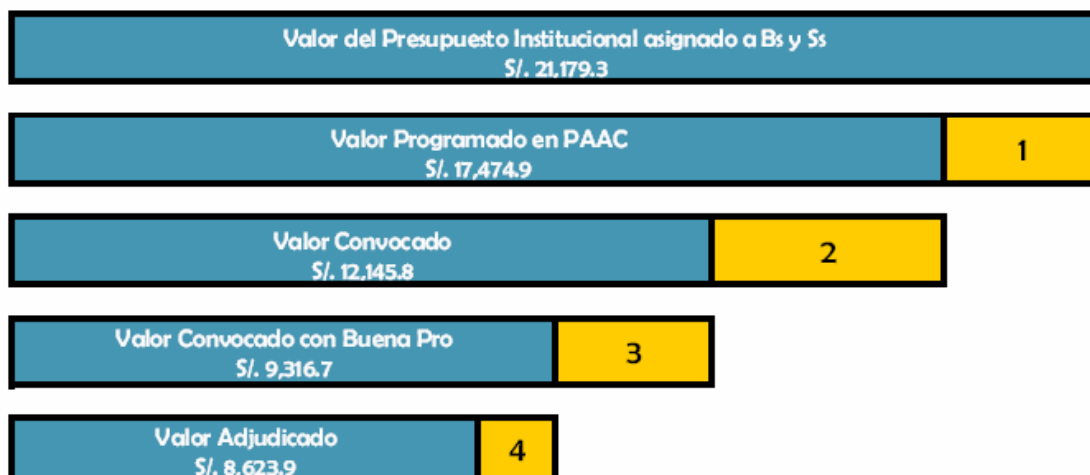 Valor del Presupuesto Institucional asignado a Bs y Ss
S/. 21,179.3
Valor Programado en PAAC
S/. 17,474.9
1
Valor Convocado
S/. 12,145.8
2
Valor Convocado con Buena Pro
S/. 9,316.7
3
Valor Adjudicado
S/. 8,623.9
4